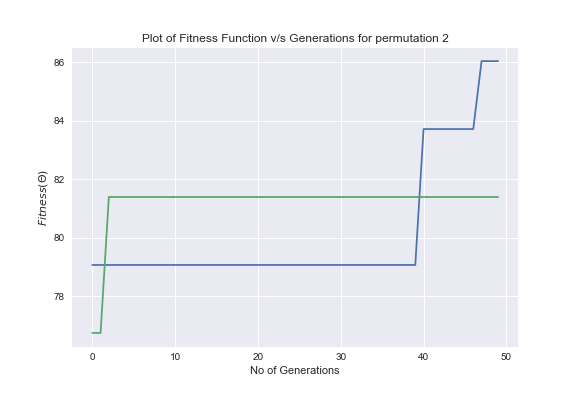 Plot of Fitness Function v/s Generations for permutation 2
86
84
82
80
78
Fitness(Θ)
0 10 20 30 40 50
No of Generations